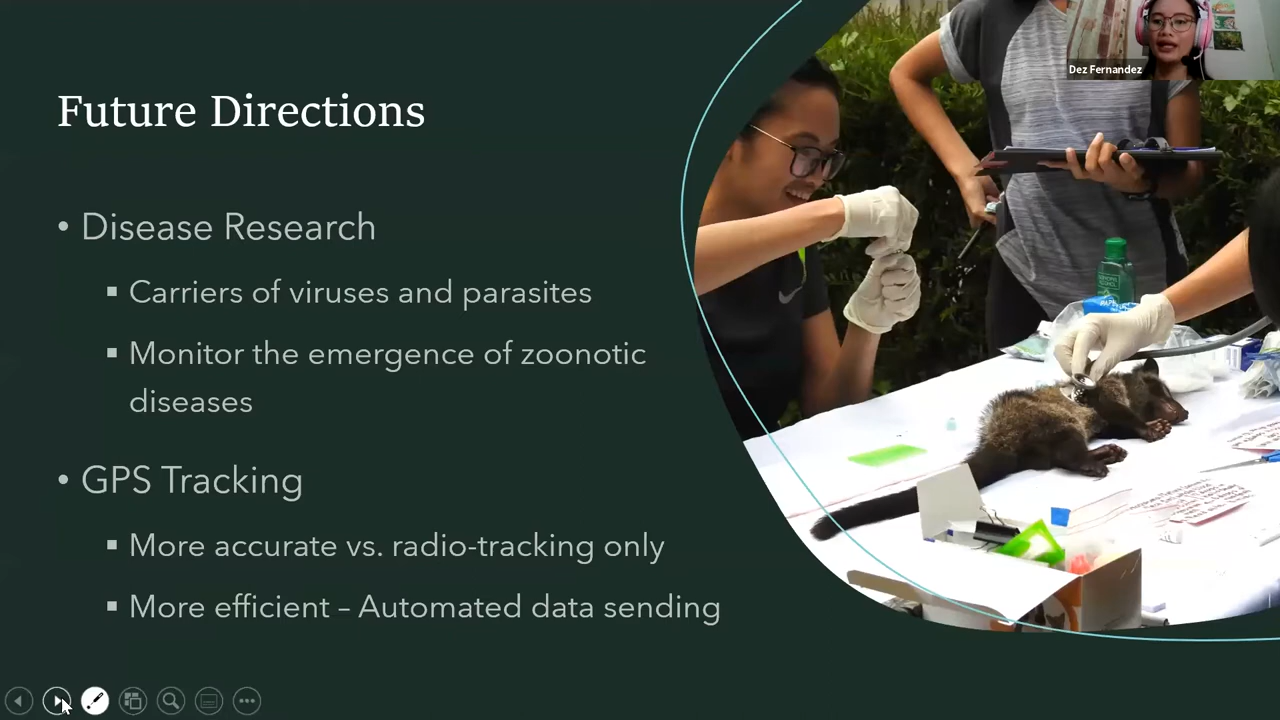 Dez Fernandez
Future Directions
• Disease Research
▪ Carriers of viruses and parasites
▪ Monitor the emergence of zoonotic
diseases
• GPS Tracking
▪ More accurate vs. radio-tracking only
▪ More efficient – Automated data sending